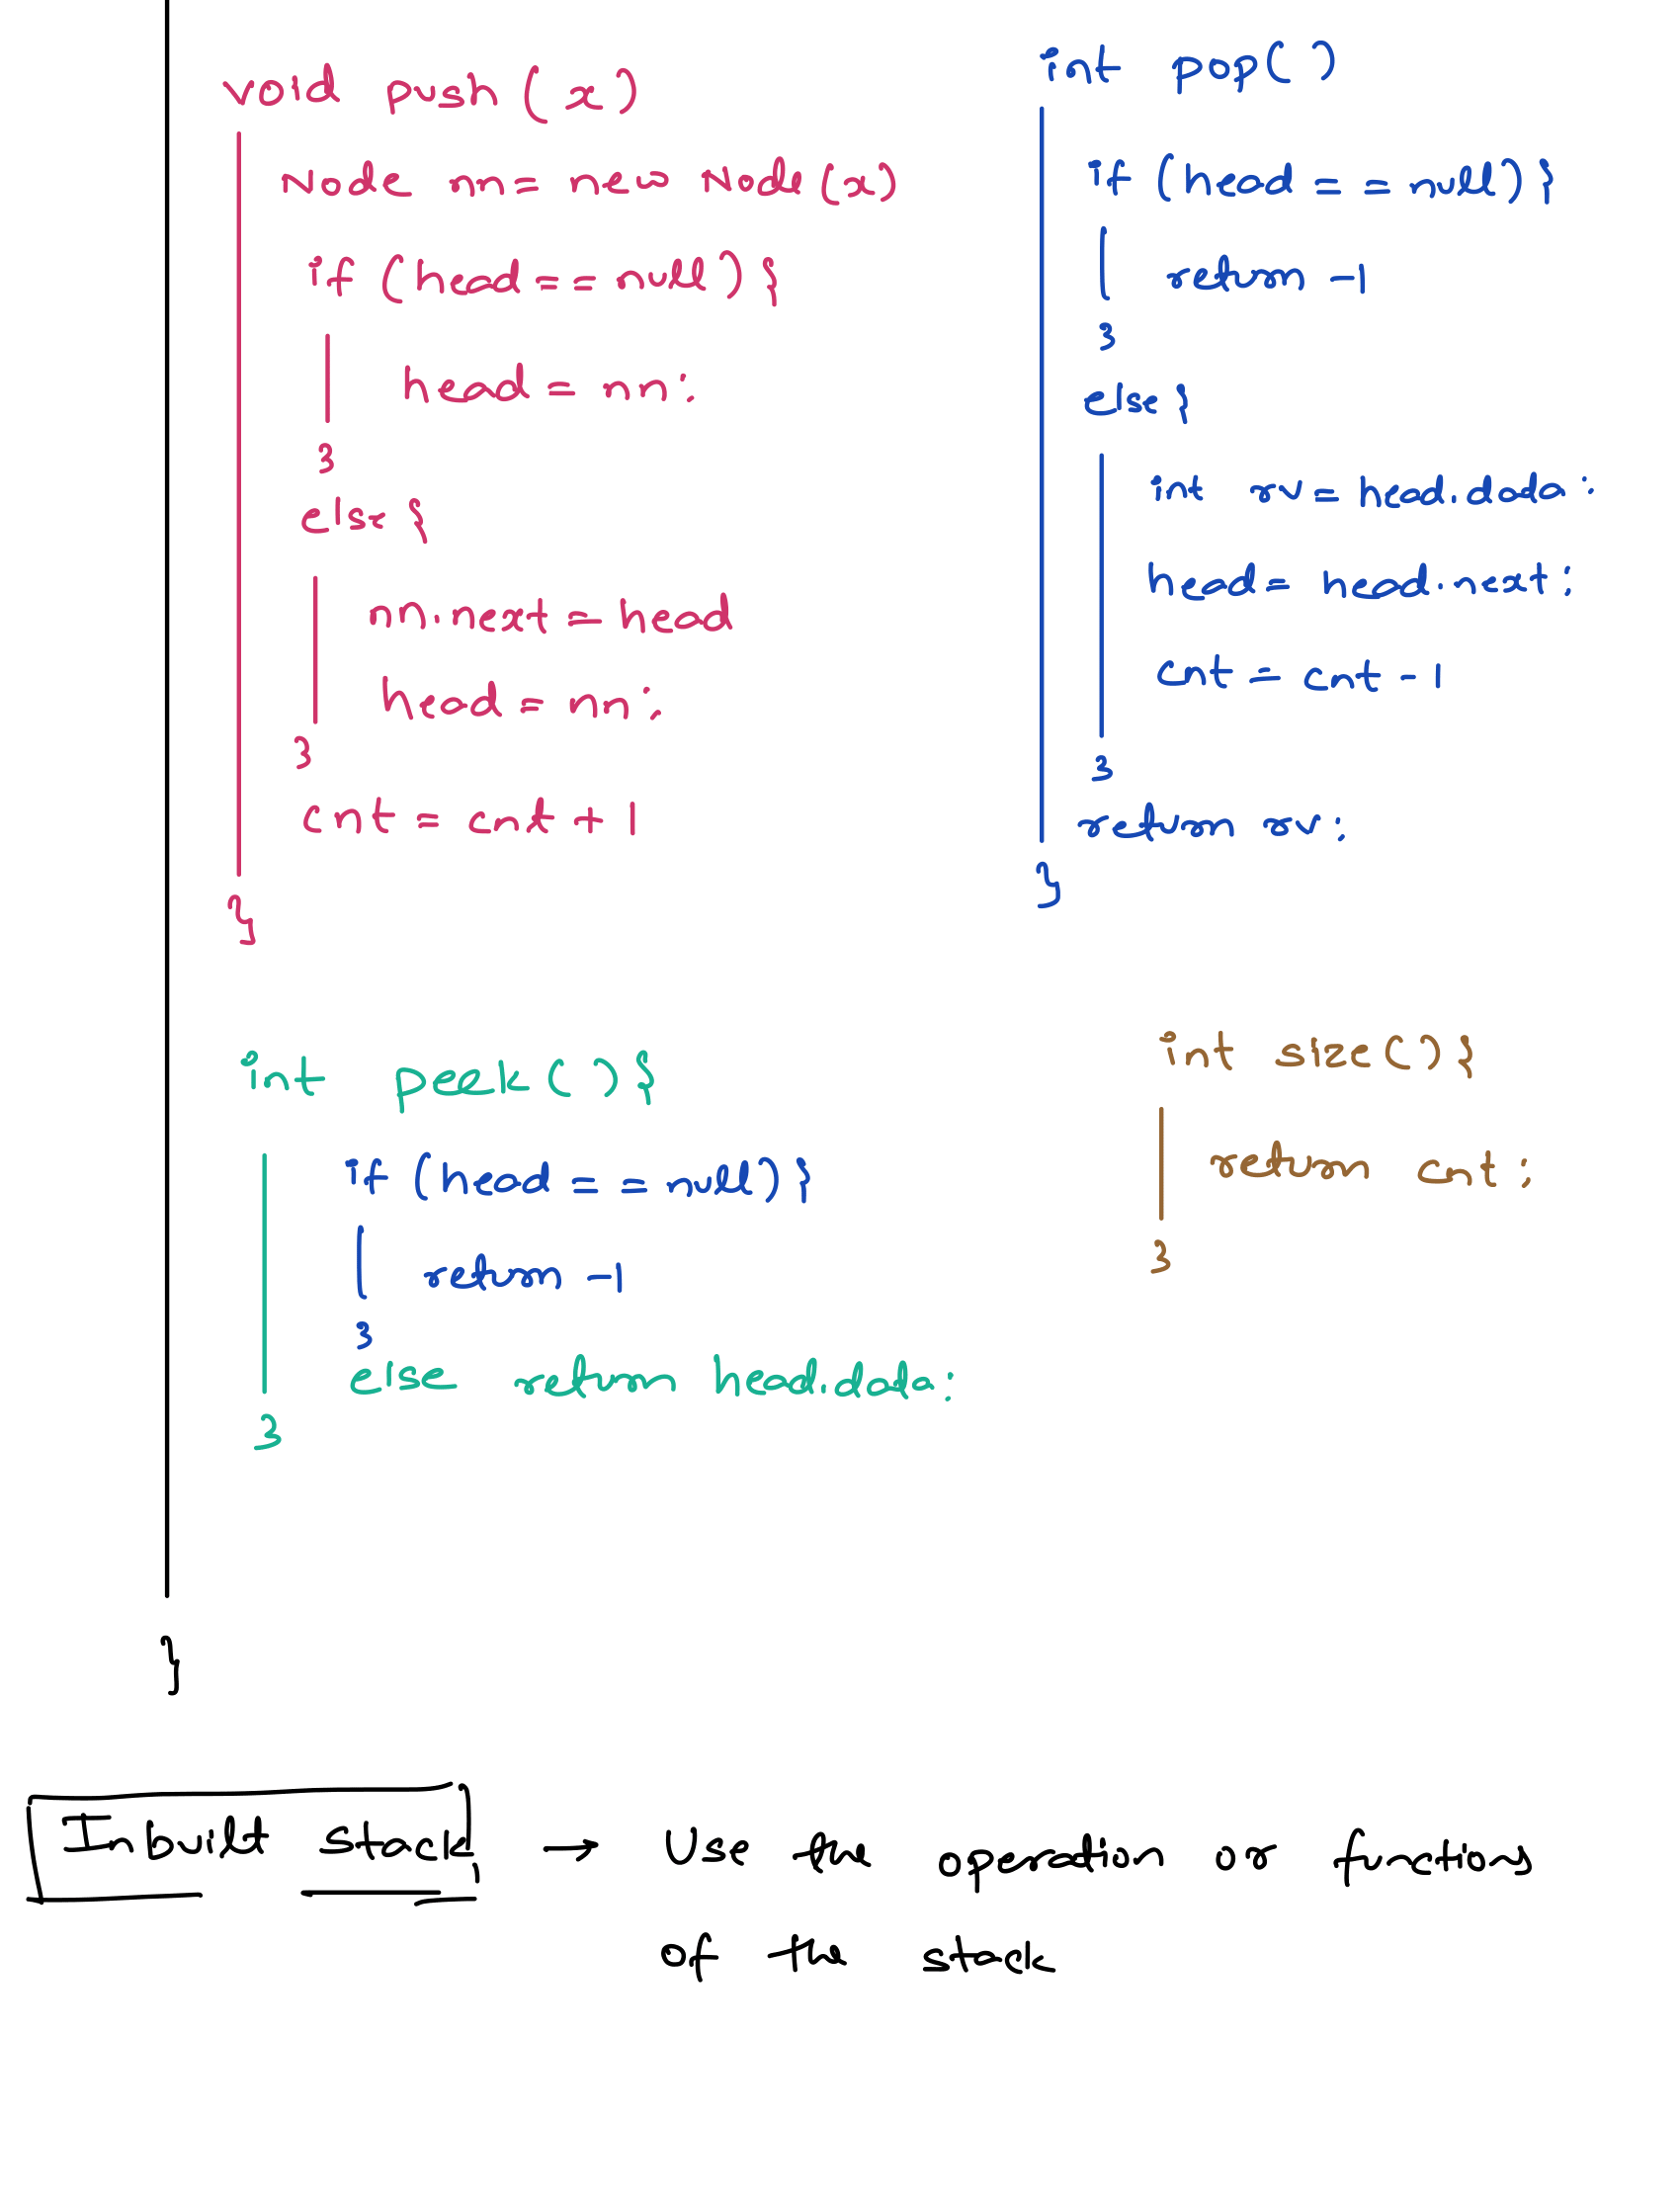 void push (x)
Node nn= new Node(x)
if (head== null) {
head = nn;
}
else {
nn.next = head
head = nn;
}
cnt = cnt + 1
}
int pop( )
if (head == null) {
return -1
}
else {
int rv = head.data;
head = head.next;
cnt = cnt - 1
}
return rv;
}
int peek ( ) {
if (head == null) {
return -1
}
else return head.data;
}
int size( ) {
return cnt ;
}
}
Inbuilt stack → Use the operation or functions
of the stack